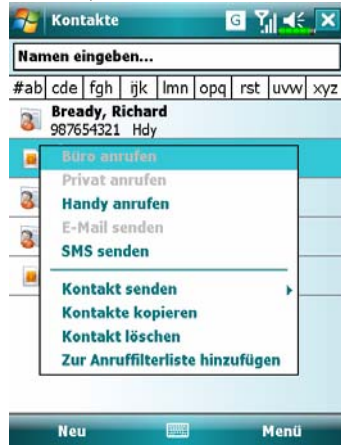 Kontakte G
Namen eingeben...
#ab cde fgh ijk lmn opq rst uvw xyz
Bready, Richard
987654321 Hdy
Büro anrufen
Privat anrufen
Handy anrufen
E-Mail senden
SMS senden
Kontakt senden
Kontakte kopieren
Kontakt löschen
Zur Anruffilterliste hinzufügen
Neu Menü